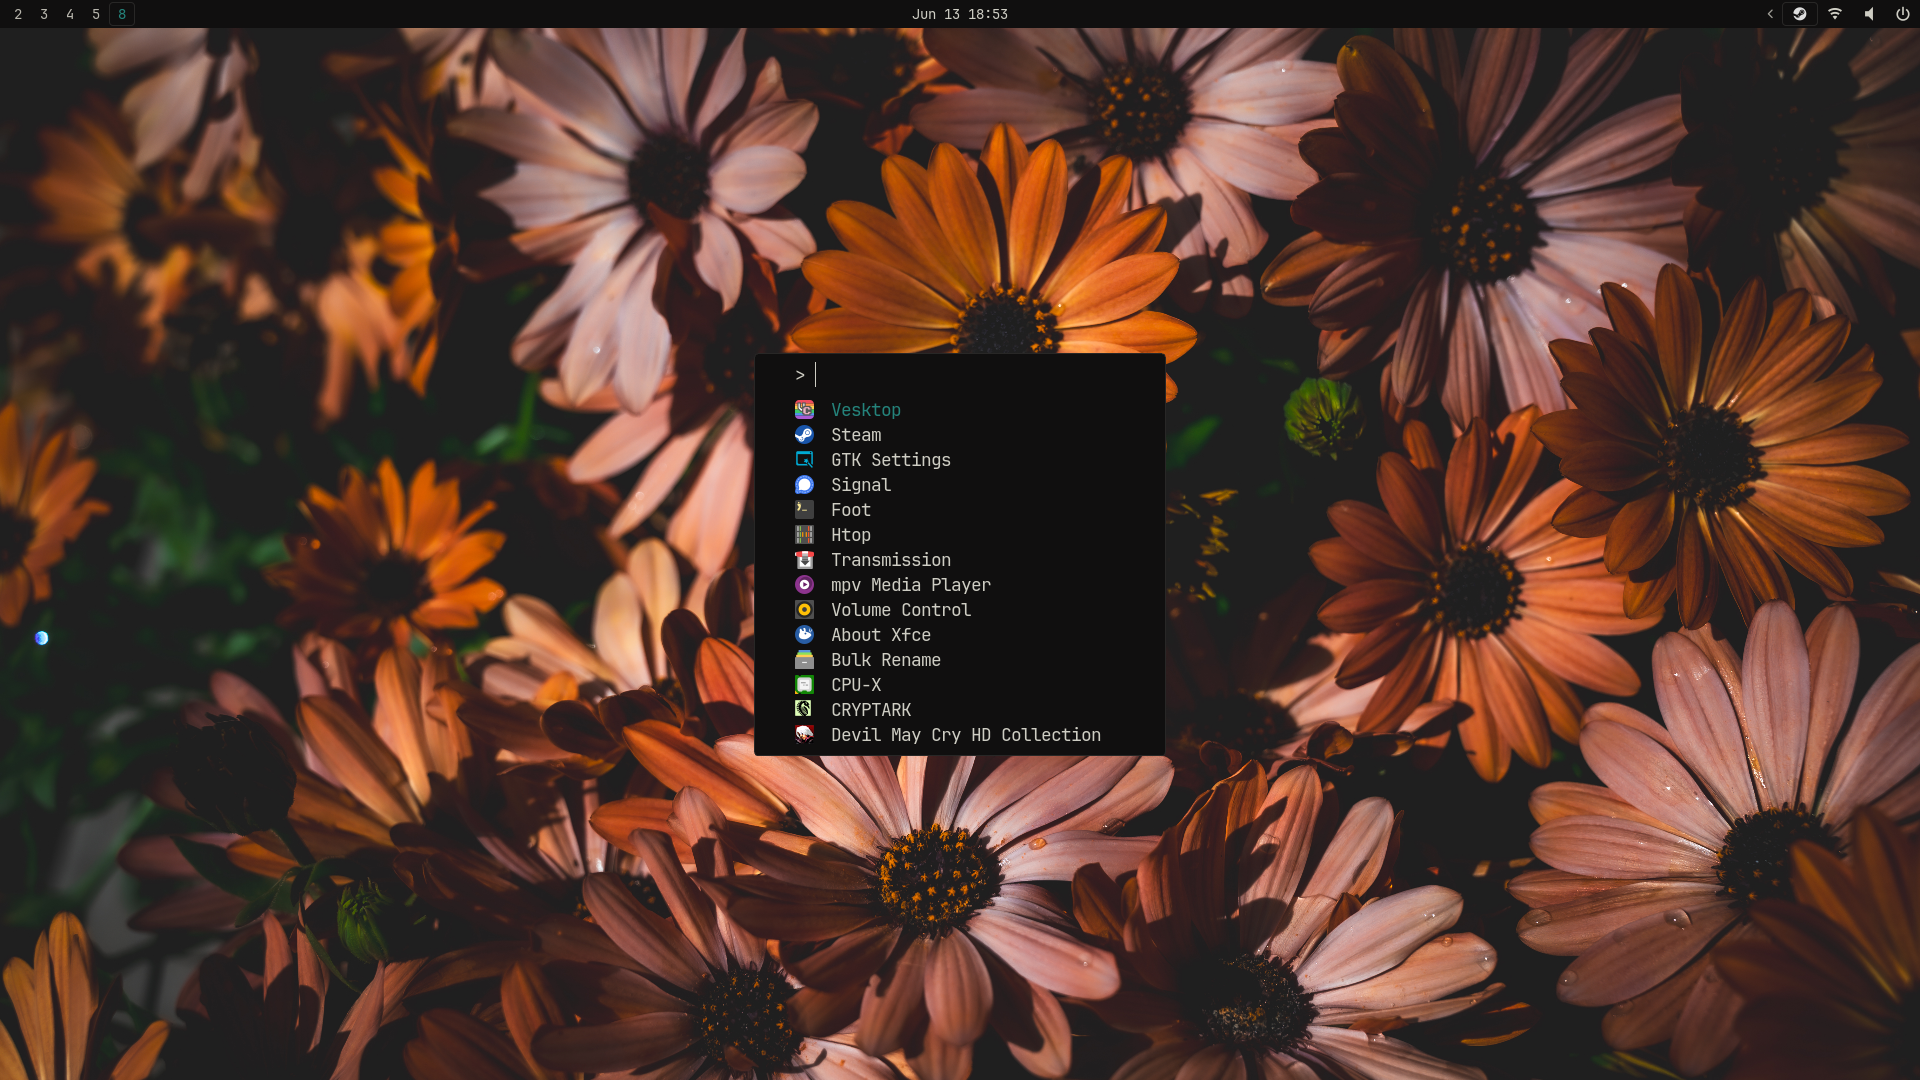 2 3 4 5 8 Jun 13 18:53
>
Vesktop
Steam
GTK Settings
Signal
Foot
Htop
Transmission
mpv Media Player
Volume Control
About Xfce
Bulk Rename
CPU-X
CRYPTARK
Devil May Cry HD Collection